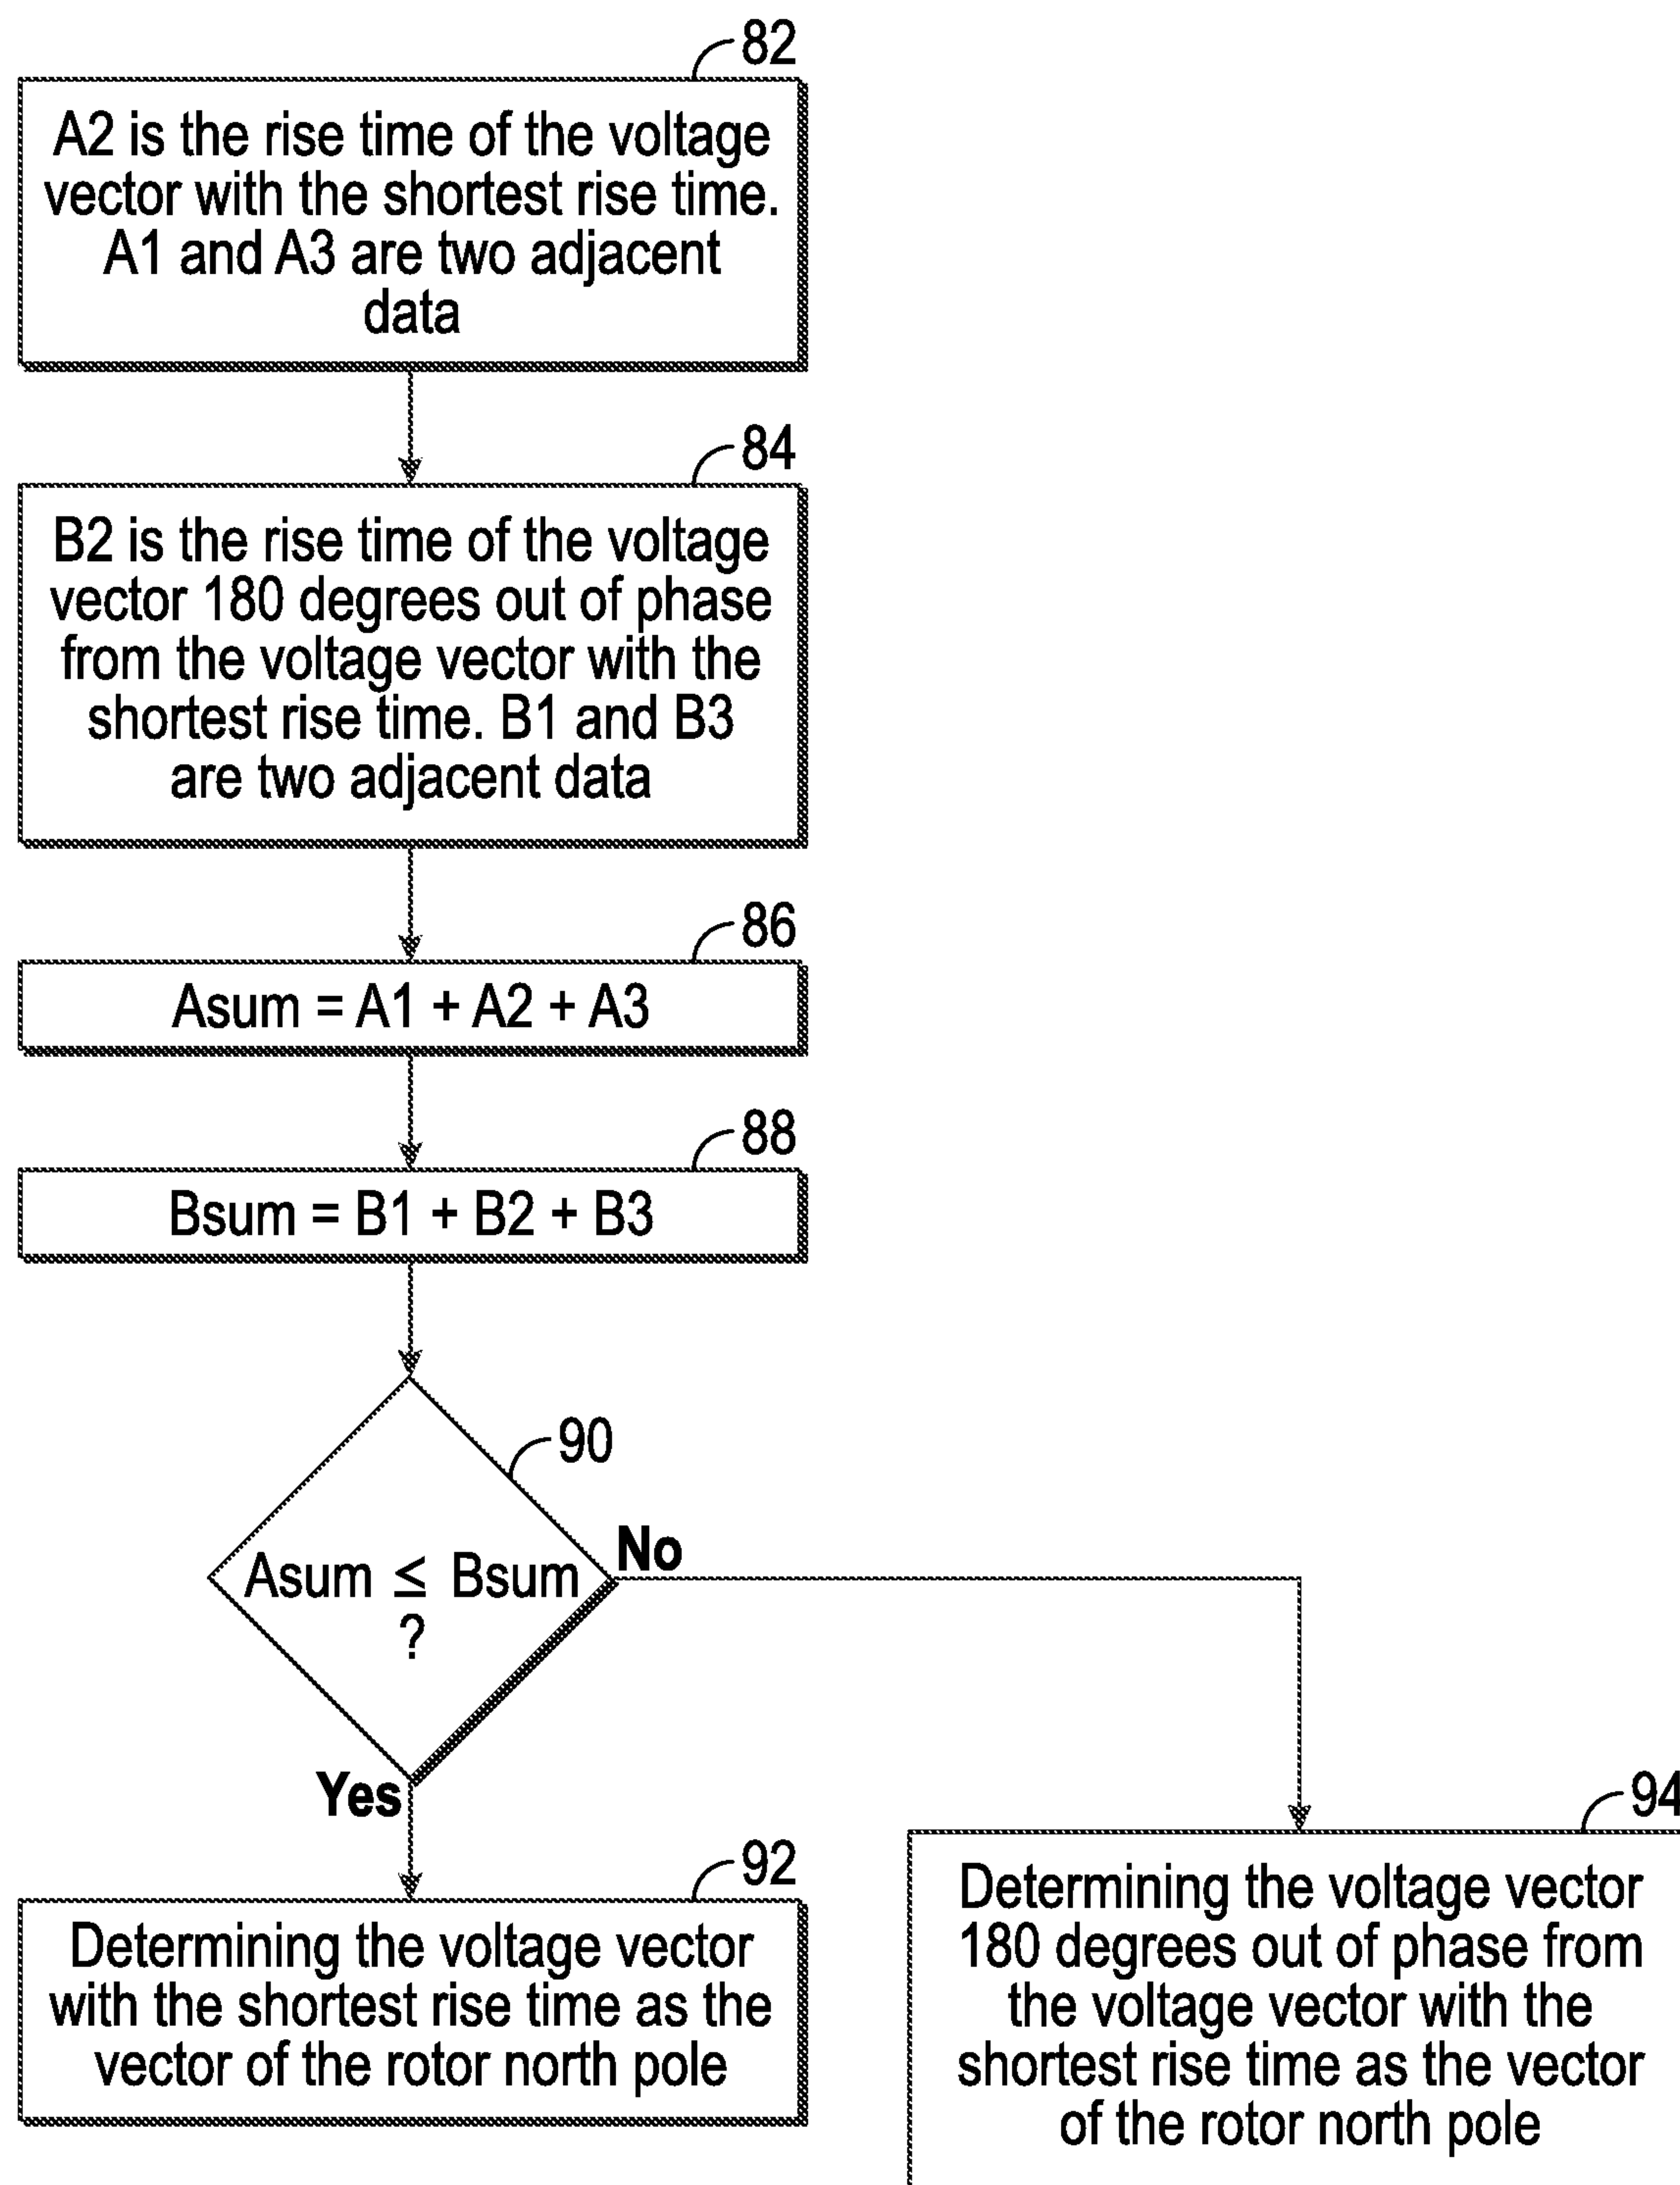 82
A2 is the rise time of the voltage
vector with the shortest rise time.
A1 and A3 are two adjacent
data
84
B2 is the rise time of the voltage
vector 180 degrees out of phase
from the voltage vector with the
shortest rise time. B1 and B3
are two adjacent data
86
Asum = A1 + A2 + A3
88
Bsum = B1 + B2 + B3
90
Asum ≤ Bsum
?
No
Yes
92
Determining the voltage vector
with the shortest rise time as the
vector of the rotor north pole
94
Determining the voltage vector
180 degrees out of phase from
the voltage vector with the
shortest rise time as the vector
of the rotor north pole